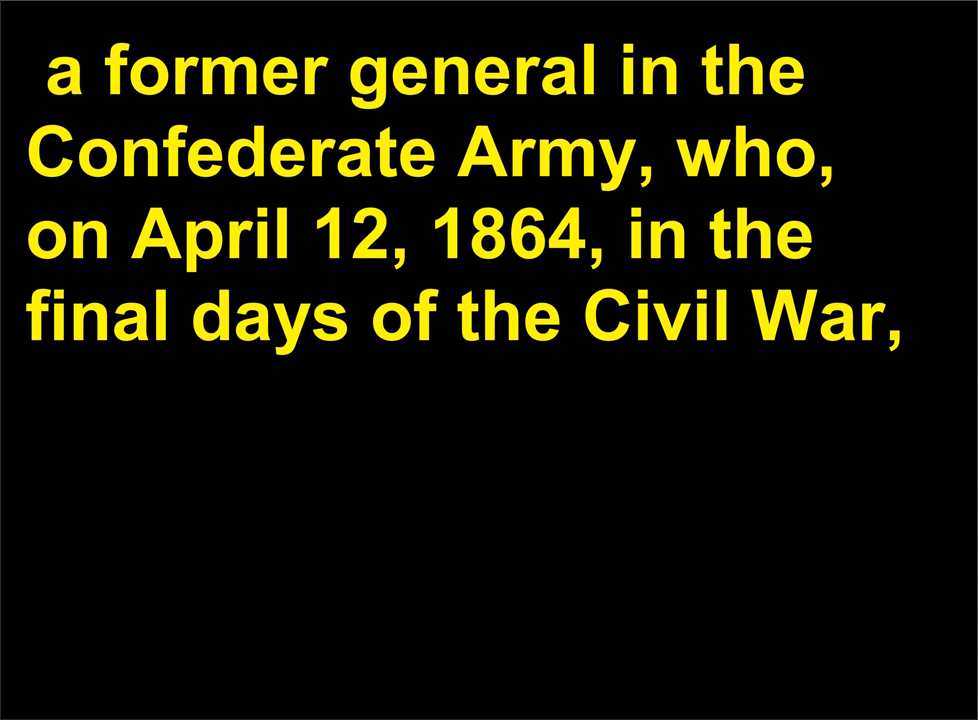 a former general in the
Confederate Army, who,
on April 12, 1864, in the
final days of the Civil War,